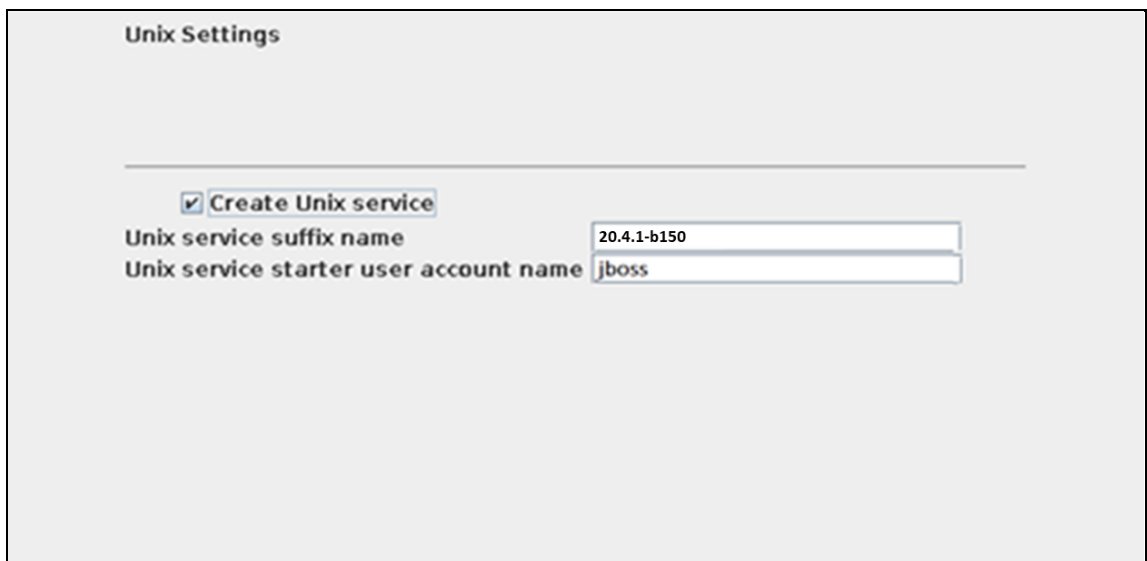 Unix Settings
Create Unix service
Unix service suffix name 20.4.1-b150
Unix service starter user account name jboss